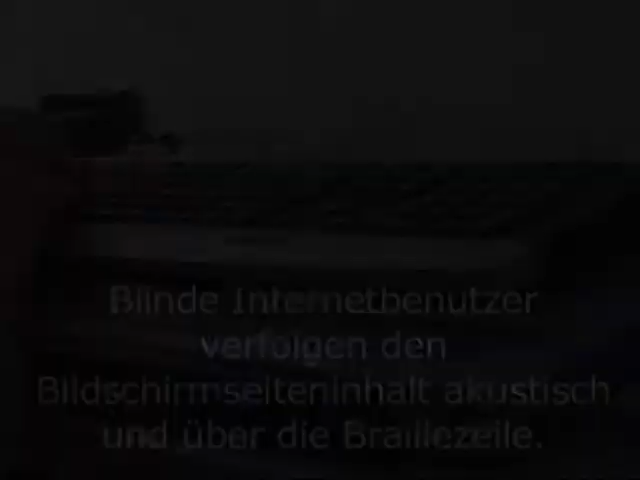 Blinde Internetbenutzer
verfolgen den
Bildschirmseiteninhalt akustisch
und über die Braillezeile.